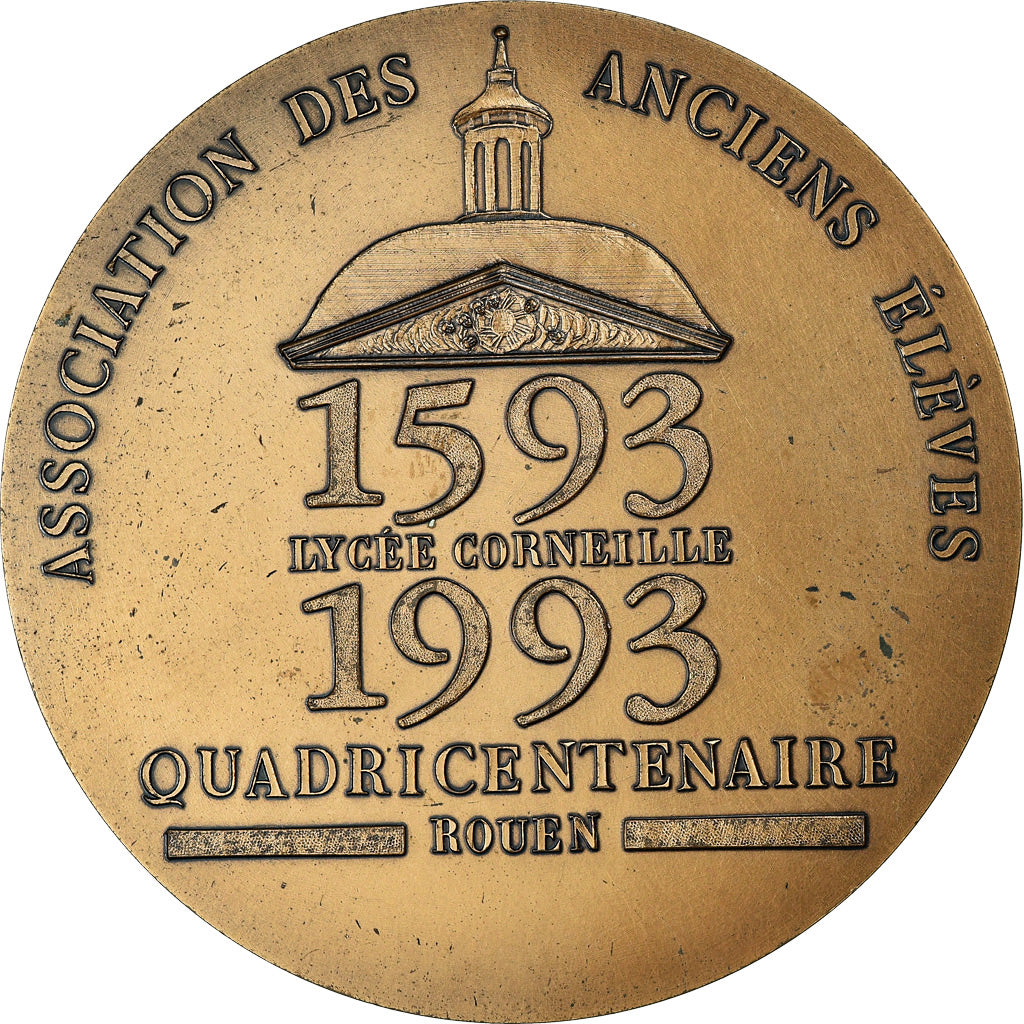 ASSOCIATION DES ANCIENS ÉLÈVES
1593
LYCÉE CORNEILLE
1993
QUADRICENTENAIRE
ROUEN